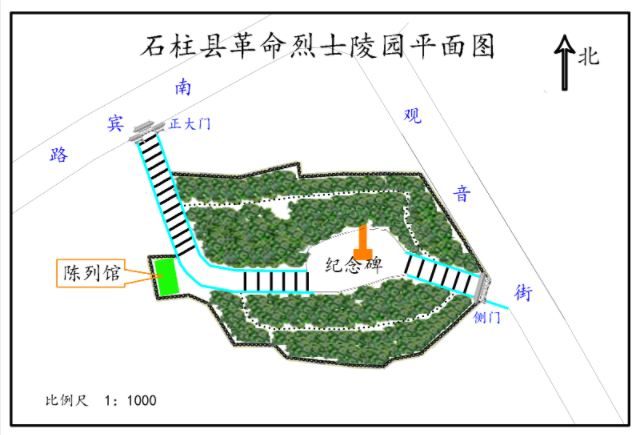 石柱县革命烈士陵园平面图
北
南
宾
路
正大门
观
音
街
陈列馆
纪念碑
侧门
比例尺 1：1000